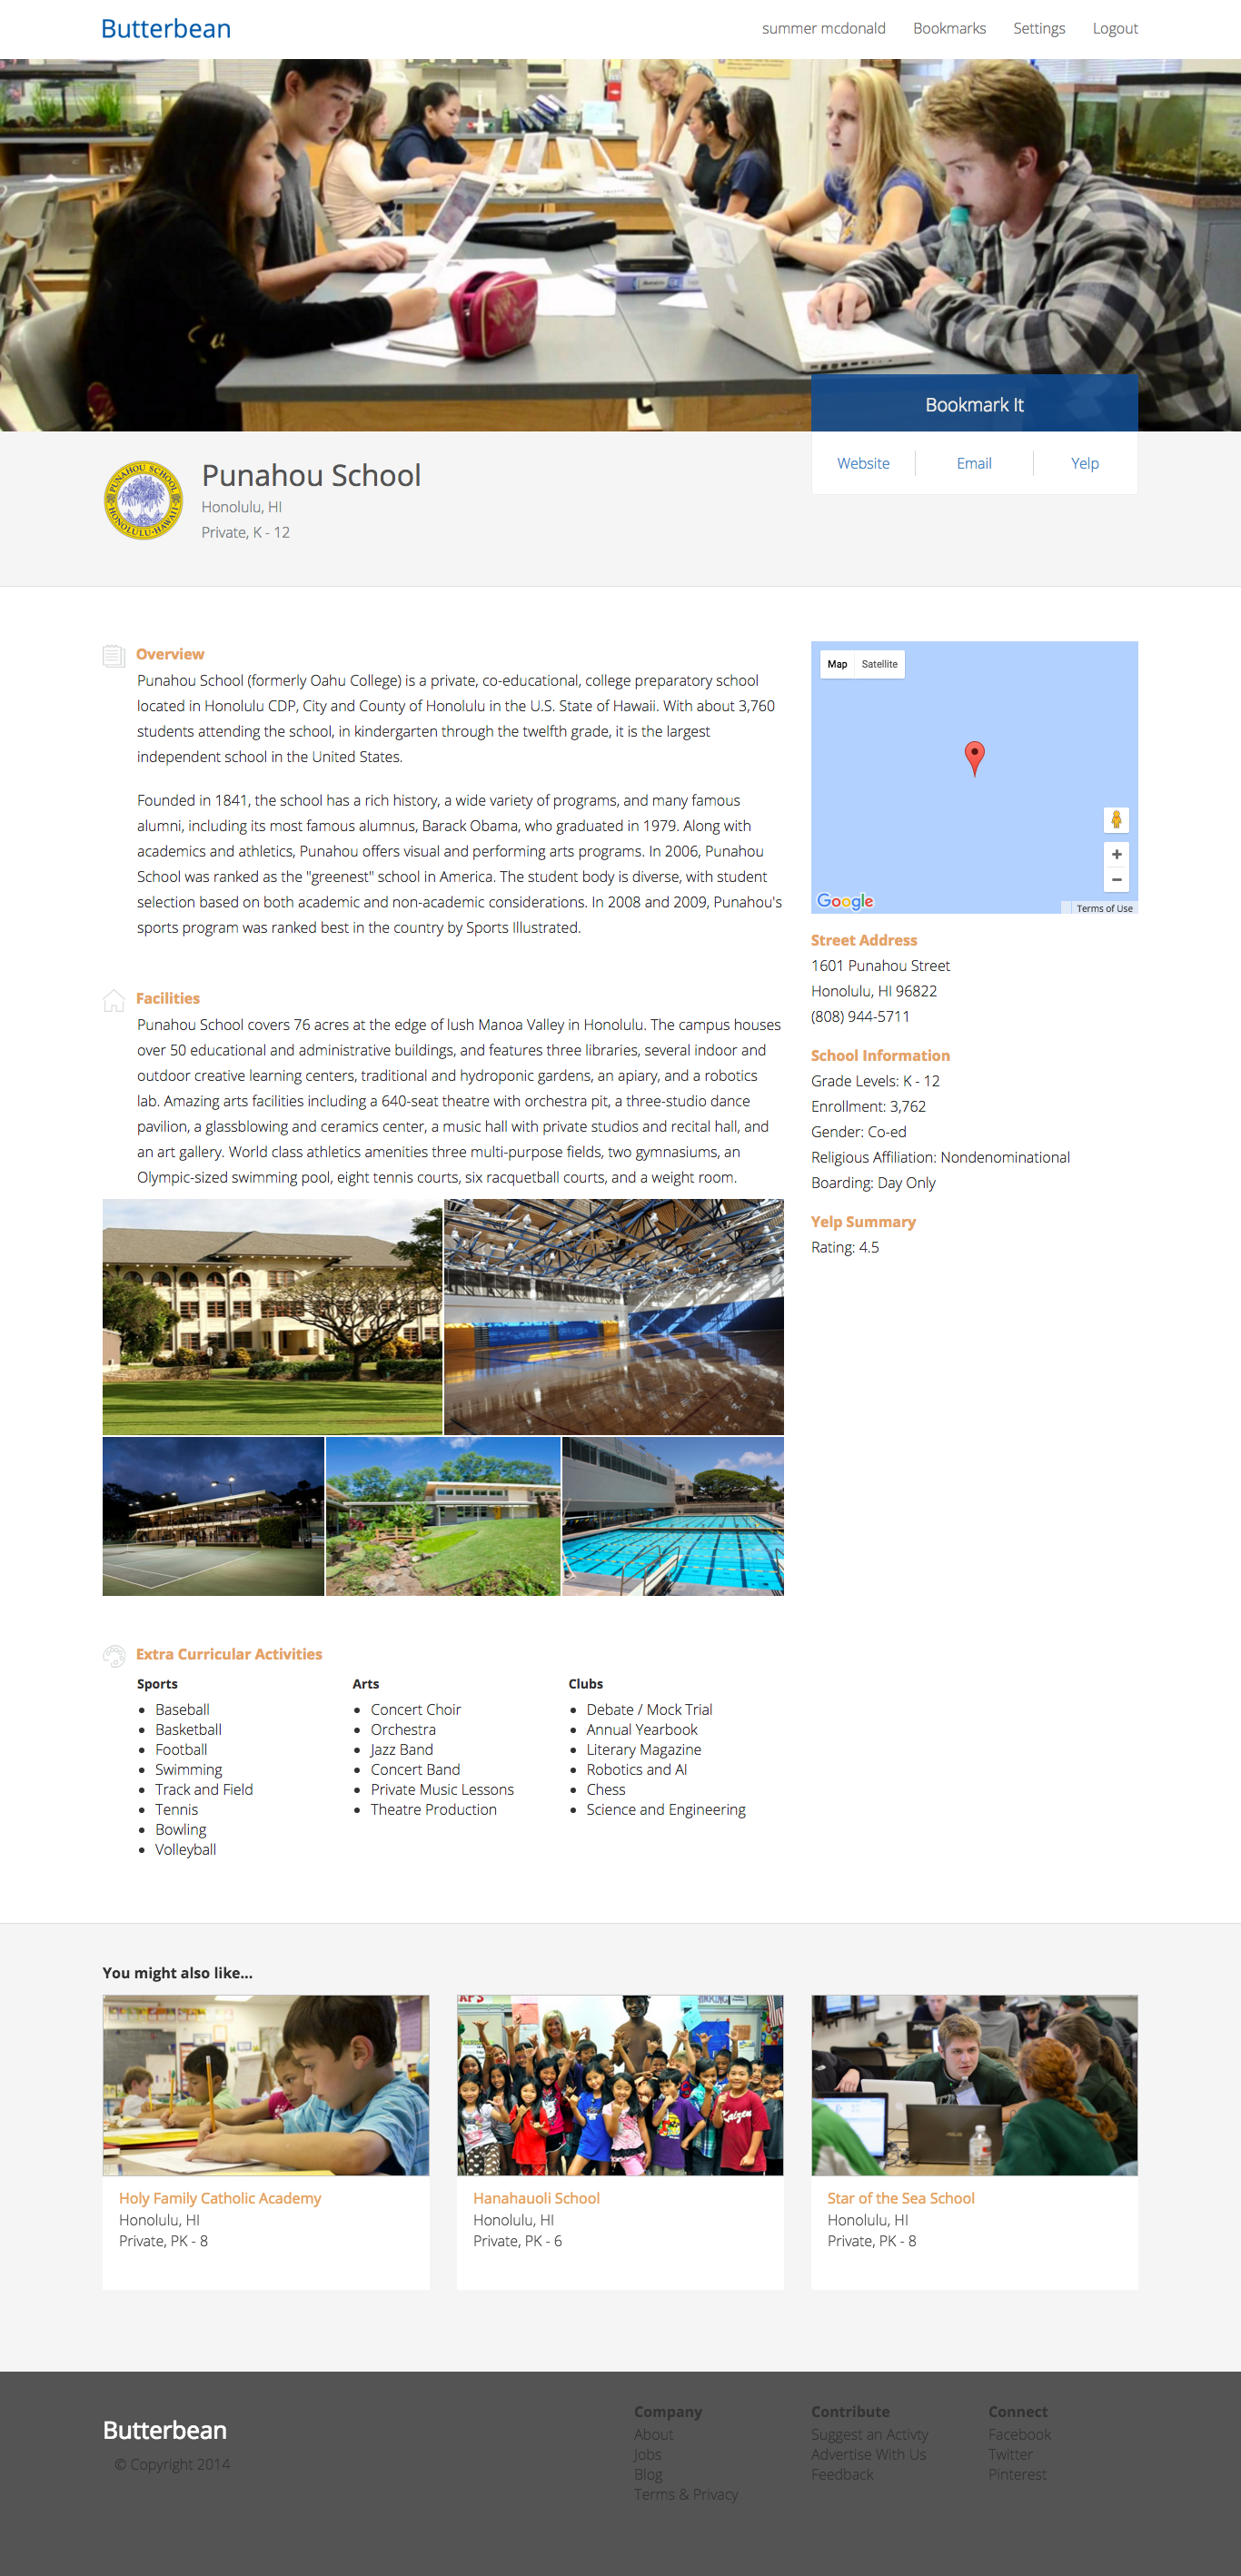 Butterbean
summer mcdonald Bookmarks Settings Logout
Bookmark It
Website Email Yelp
PUNAHOU SCHOOL
HONOLULU · HAWAII
Punahou School
Honolulu, HI
Private, K - 12
Overview
Punahou School (formerly Oahu College) is a private, co-educational, college preparatory school
located in Honolulu CDP, City and County of Honolulu in the U.S. State of Hawaii. With about 3,760
students attending the school, in kindergarten through the twelfth grade, it is the largest
independent school in the United States.
Founded in 1841, the school has a rich history, a wide variety of programs, and many famous
alumni, including its most famous alumnus, Barack Obama, who graduated in 1979. Along with
academics and athletics, Punahou offers visual and performing arts programs. In 2006, Punahou
School was ranked as the "greenest" school in America. The student body is diverse, with student
selection based on both academic and non-academic considerations. In 2008 and 2009, Punahou's
sports program was ranked best in the country by Sports Illustrated.
Facilities
Punahou School covers 76 acres at the edge of lush Manoa Valley in Honolulu. The campus houses
over 50 educational and administrative buildings, and features three libraries, several indoor and
outdoor creative learning centers, traditional and hydroponic gardens, an apiary, and a robotics
lab. Amazing arts facilities including a 640-seat theatre with orchestra pit, a three-studio dance
pavilion, a glassblowing and ceramics center, a music hall with private studios and recital hall, and
an art gallery. World class athletics amenities three multi-purpose fields, two gymnasiums, an
Olympic-sized swimming pool, eight tennis courts, six racquetball courts, and a weight room.
Map Satellite
Google
Terms of Use
Street Address
1601 Punahou Street
Honolulu, HI 96822
(808) 944-5711
School Information
Grade Levels: K - 12
Enrollment: 3,762
Gender: Co-ed
Religious Affiliation: Nondenominational
Boarding: Day Only
Yelp Summary
Rating: 4.5
Extra Curricular Activities
Sports
Baseball
Basketball
Football
Swimming
Track and Field
Tennis
Bowling
Volleyball
Arts
Concert Choir
Orchestra
Jazz Band
Concert Band
Private Music Lessons
Theatre Production
Clubs
Debate / Mock Trial
Annual Yearbook
Literary Magazine
Robotics and AI
Chess
Science and Engineering
You might also like...
Kaizen
ASUS
Holy Family Catholic Academy
Honolulu, HI
Private, PK - 8
Hanahauoli School
Honolulu, HI
Private, PK - 6
Star of the Sea School
Honolulu, HI
Private, PK - 8
Butterbean
© Copyright 2014
Company
About
Jobs
Blog
Terms & Privacy
Contribute
Suggest an Activty
Advertise With Us
Feedback
Connect
Facebook
Twitter
Pinterest